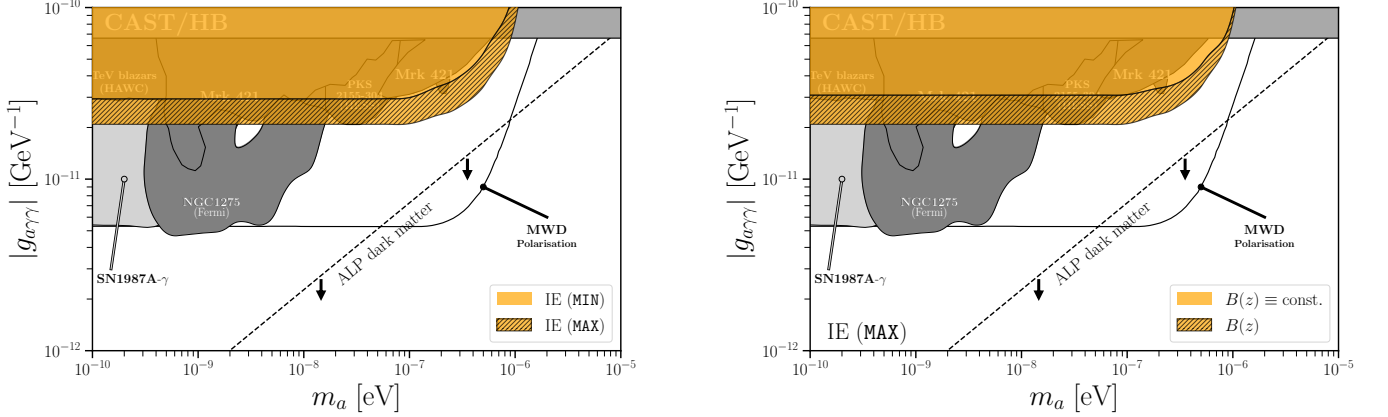 CAST/HB
TeV blazars
(HAWC)
Mrk 421
PKS
2155-304
Mrk 421
NGC1275
(Fermi)
SN1987A-γ
ALP dark matter
MWD
Polarisation
IE (MIN)
IE (MAX)
10⁻¹⁰
10⁻¹¹
10⁻¹²
|g_{aγγ}| [GeV⁻¹]
10⁻¹⁰
10⁻⁹
10⁻⁸
10⁻⁷
10⁻⁶
10⁻⁵
m_a [eV]
CAST/HB
TeV blazars
(HAWC)
Mrk 421
PKS
Mrk 421
NGC1275
(Fermi)
SN1987A-γ
ALP dark matter
MWD
Polarisation
B(z) ≡ const.
B(z)
IE (MAX)
10⁻¹⁰
10⁻¹¹
10⁻¹²
|g_{aγγ}| [GeV⁻¹]
10⁻¹⁰
10⁻⁹
10⁻⁸
10⁻⁷
10⁻⁶
10⁻⁵
m_a [eV]